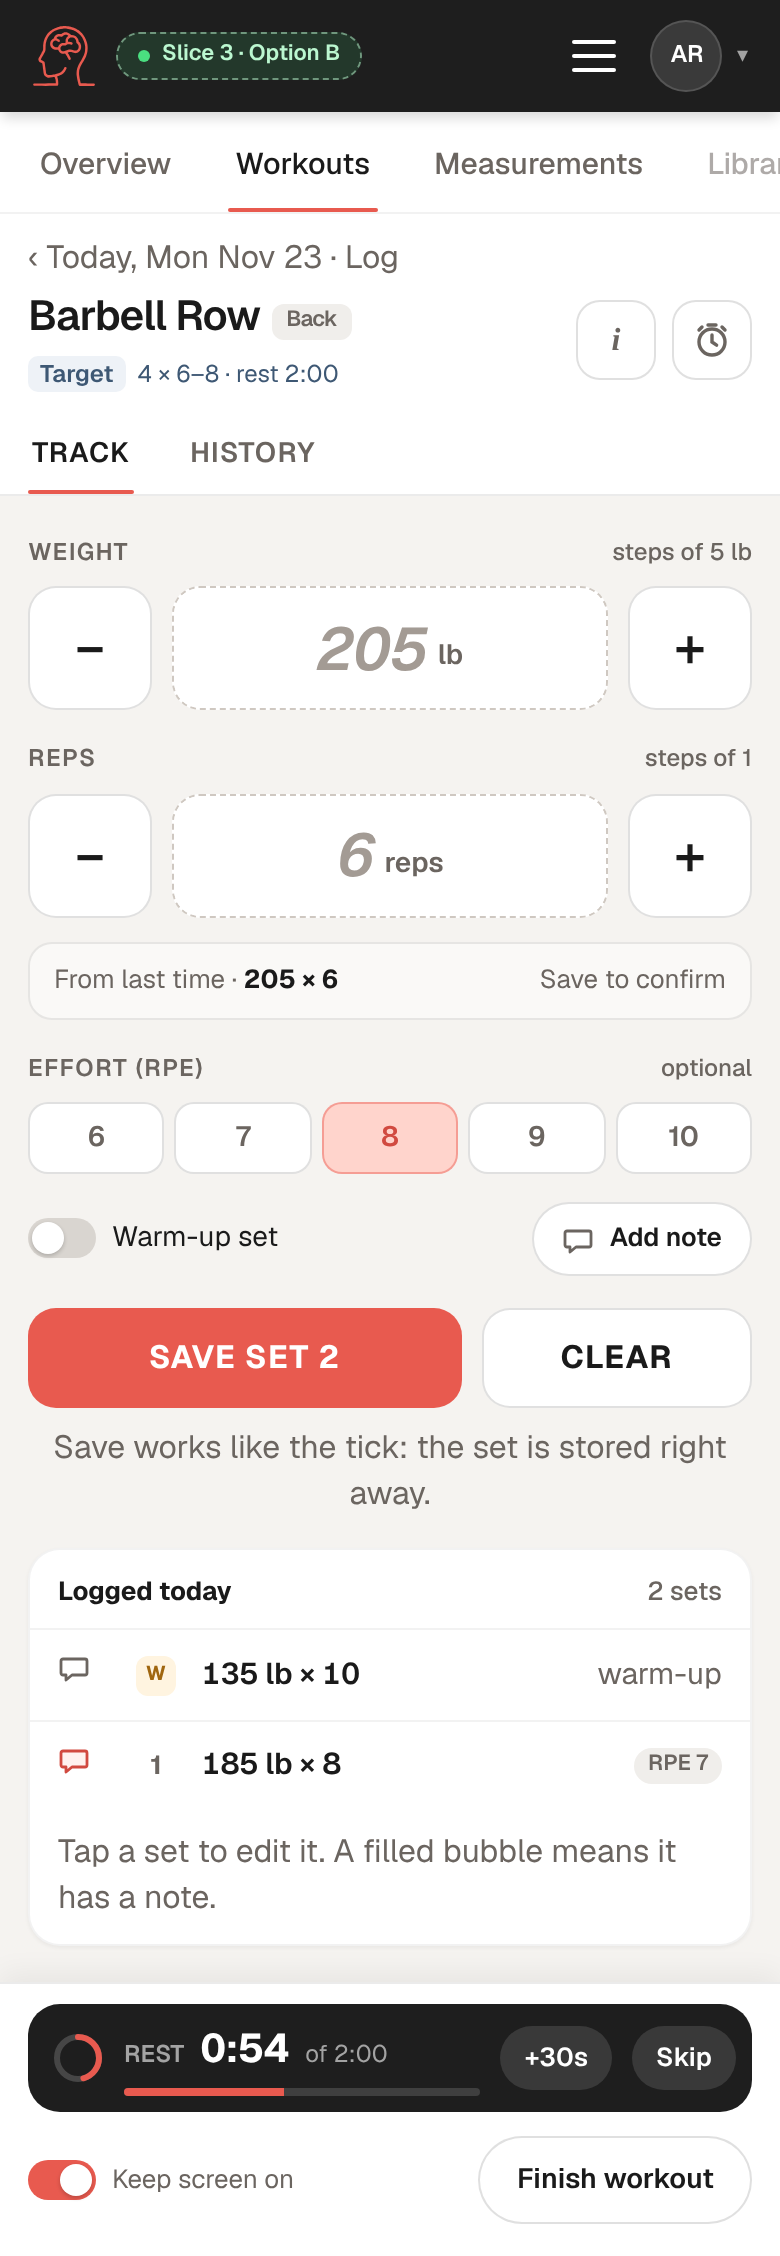 Slice 3 · Option B
AR ▼
Overview Workouts Measurements Librar
‹ Today, Mon Nov 23 · Log
Barbell Row Back
i
Target 4 × 6–8 · rest 2:00
TRACK HISTORY
WEIGHT steps of 5 lb
− 205 lb +
REPS steps of 1
− 6 reps +
From last time · 205 × 6 Save to confirm
EFFORT (RPE) optional
6 7 8 9 10
Warm-up set Add note
SAVE SET 2 CLEAR
Save works like the tick: the set is stored right
away.
Logged today 2 sets
W 135 lb × 10 warm-up
1 185 lb × 8 RPE 7
Tap a set to edit it. A filled bubble means it
has a note.
REST 0:54 of 2:00 +30s Skip
Keep screen on Finish workout